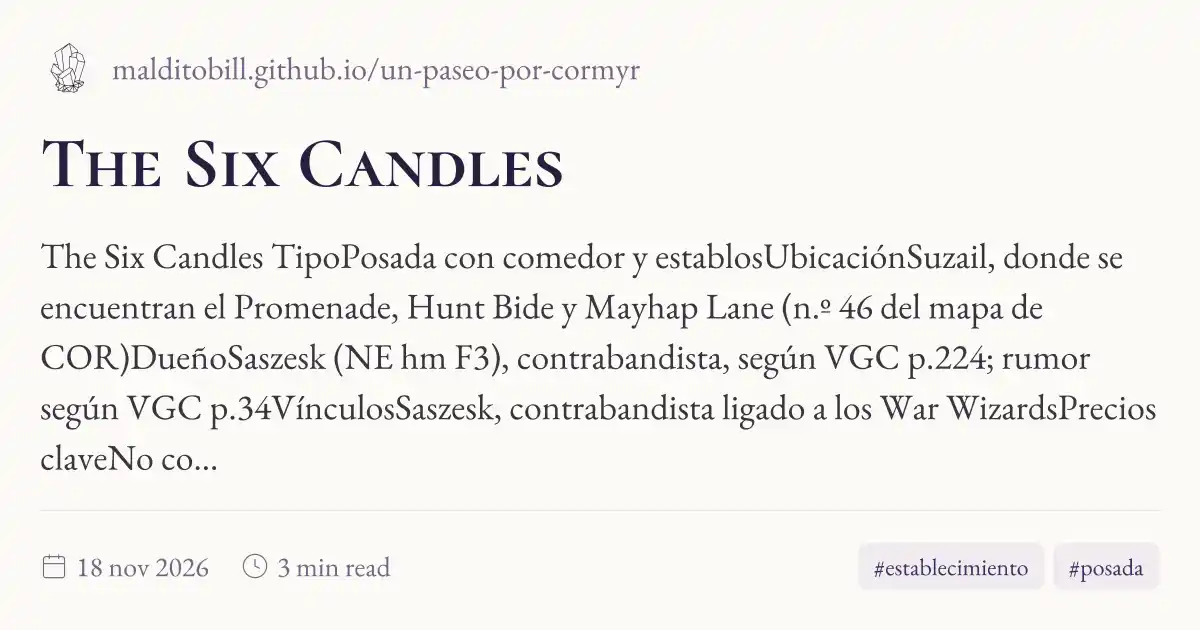 malditobill.github.io/un-paseo-por-cormyr
The Six Candles
The Six Candles TipoPosada con comedor y establosUbicaciónSuzail, donde se
encuentran el Promenade, Hunt Bide y Mayhap Lane (n.º 46 del mapa de
COR)DueñoSaszesk (NE hm F3), contrabandista, según VGC p.224; rumor
según VGC p.34VínculosSaszesk, contrabandista ligado a los War WizardsPrecios
claveNo co...
18 nov 2026
3 min read
#establecimiento
#posada